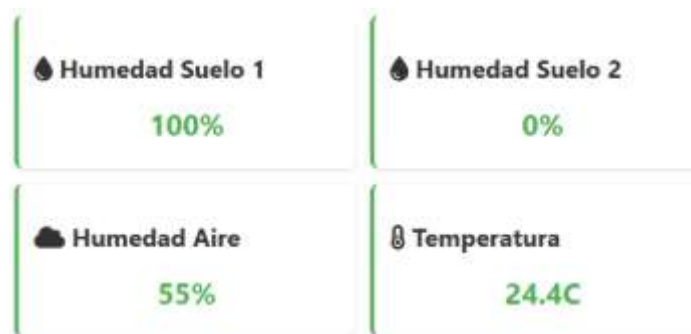 Humedad Suelo 1
100%
Humedad Suelo 2
0%
Humedad Aire
55%
Temperatura
24.4C